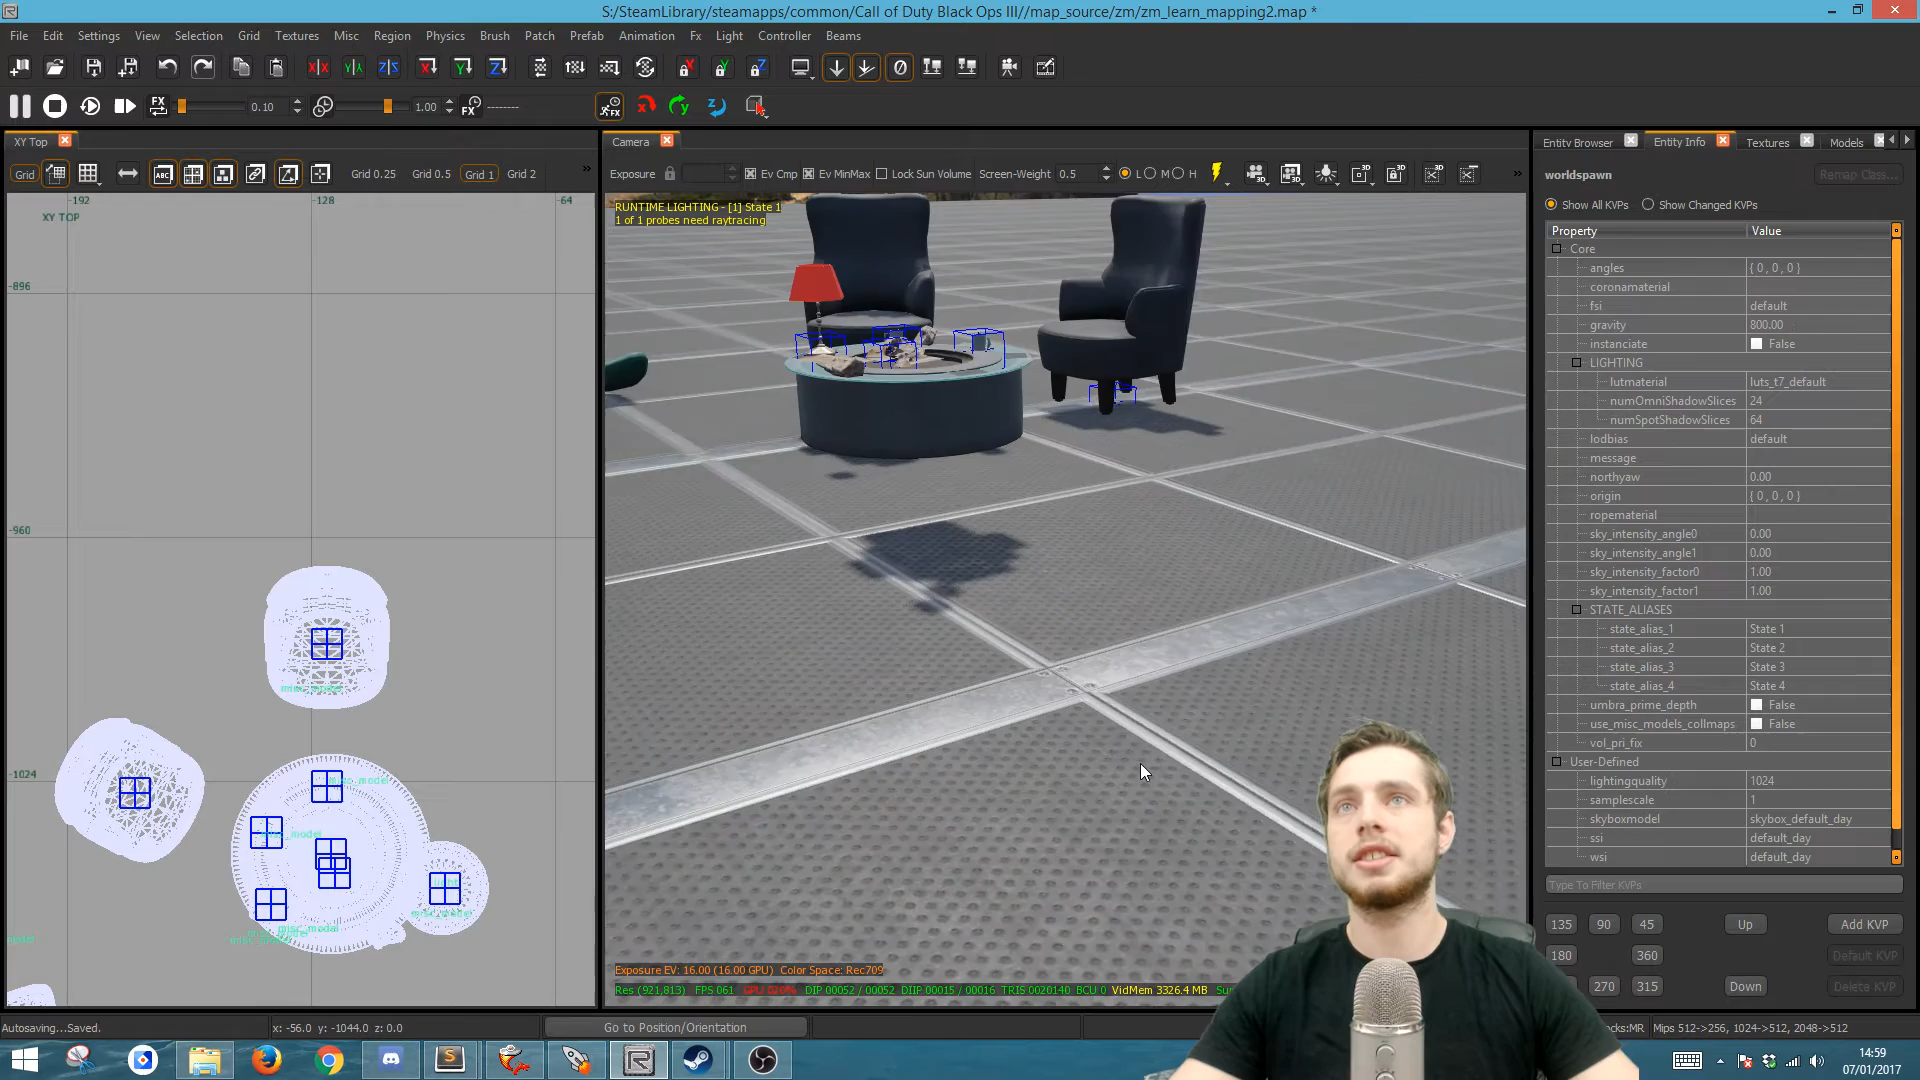 S:/SteamLibrary/steamapps/common/Call of Duty Black Ops III//map_source/zm/zm_learn_mapping2.map *
File Edit Settings View Selection Grid Textures Misc Region Physics Brush Patch Prefab Animation Fx Light Controller Beams
FX 0.10 1.00 FX --------
XY Top Camera Entity Browser Entity Info Textures Models
Grid ABC Grid 0.25 Grid 0.5 Grid 1 Grid 2 »
Exposure Ev Cmp Ev MinMax Lock Sun Volume Screen-Weight 0.5 L M H »
worldspawn Remap Class...
Show All KVPs Show Changed KVPs
-192 -128 -64
XY TOP
-896
-960
-1024
misc_model
misc_model
misc_model
light
misc_model
misc_model
RUNTIME LIGHTING - [1] State 1
1 of 1 probes need raytracing
Property Value
Core
angles { 0 , 0 , 0 }
coronamaterial
fsi default
gravity 800.00
instanciate False
LIGHTING
lutmaterial luts_t7_default
numOmniShadowSlices 24
numSpotShadowSlices 64
lodbias default
message
northyaw 0.00
origin { 0 , 0 , 0 }
ropematerial
sky_intensity_angle0 0.00
sky_intensity_angle1 0.00
sky_intensity_factor0 1.00
sky_intensity_factor1 1.00
STATE_ALIASES
state_alias_1 State 1
state_alias_2 State 2
state_alias_3 State 3
state_alias_4 State 4
umbra_prime_depth False
use_misc_models_collmaps False
vol_pri_fix 0
User-Defined
lightingquality 1024
samplescale 1
skyboxmodel skybox_default_day
ssi default_day
wsi default_day
Type To Filter KVPs
135 90 45 Up Add KVP
180 360 Default KVP
270 315 Down Delete KVP
Exposure EV: 16.00 (16.00 GPU) Color Space: Rec709
Res (921,813) FPS 061 GPU 020% DIP 00052 / 00052 DIIP 00015 / 00016 TRIS 0020140 BCU 0 VidMem 3326.4 MB
Autosaving...Saved. x: -56.0 y: -1044.0 z: 0.0 Go to Position/Orientation Mips 512->256, 1024->512, 2048->512
14:59
07/01/2017